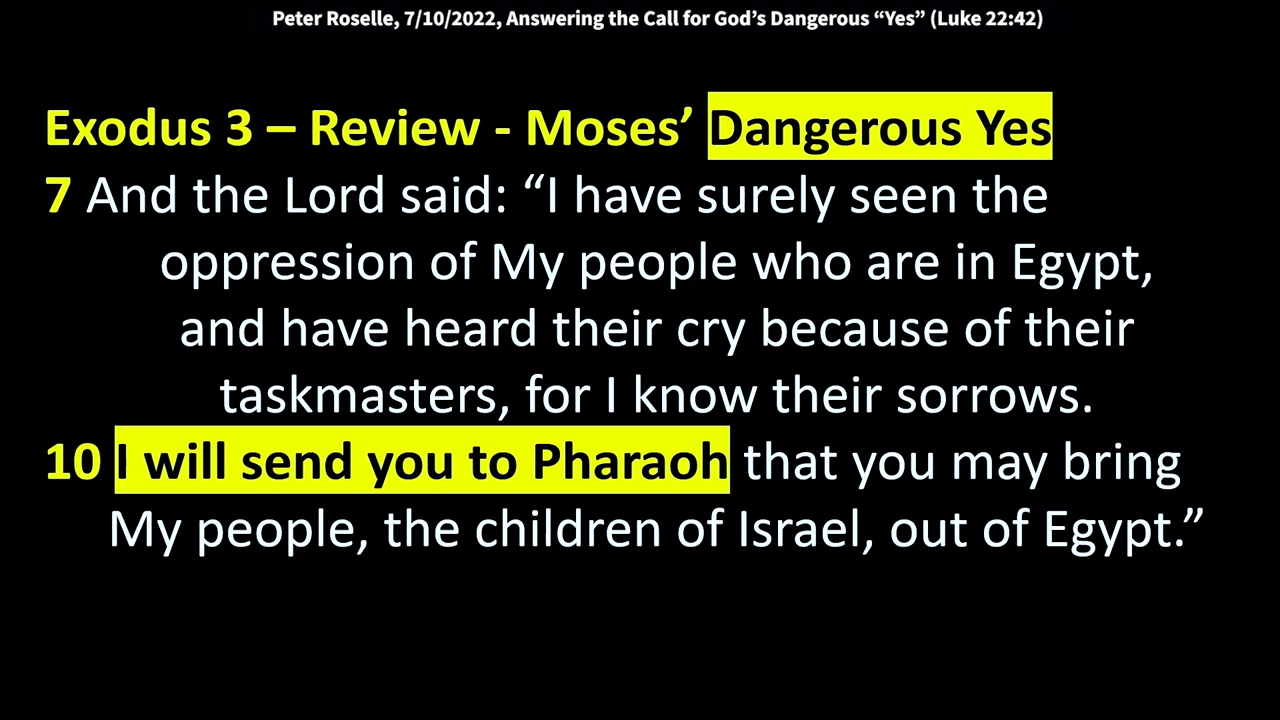 Peter Roselle, 7/10/2022, Answering the Call for God’s Dangerous “Yes” (Luke 22:42)
Exodus 3 – Review - Moses’ Dangerous Yes
7 And the Lord said: “I have surely seen the
oppression of My people who are in Egypt,
and have heard their cry because of their
taskmasters, for I know their sorrows.
10 I will send you to Pharaoh that you may bring
My people, the children of Israel, out of Egypt.”